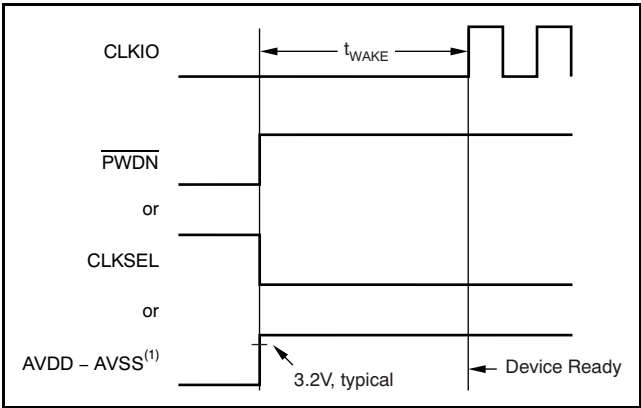 CLKIO
tWAKE
PWDN
or
CLKSEL
or
AVDD – AVSS(1)
3.2V, typical
Device Ready